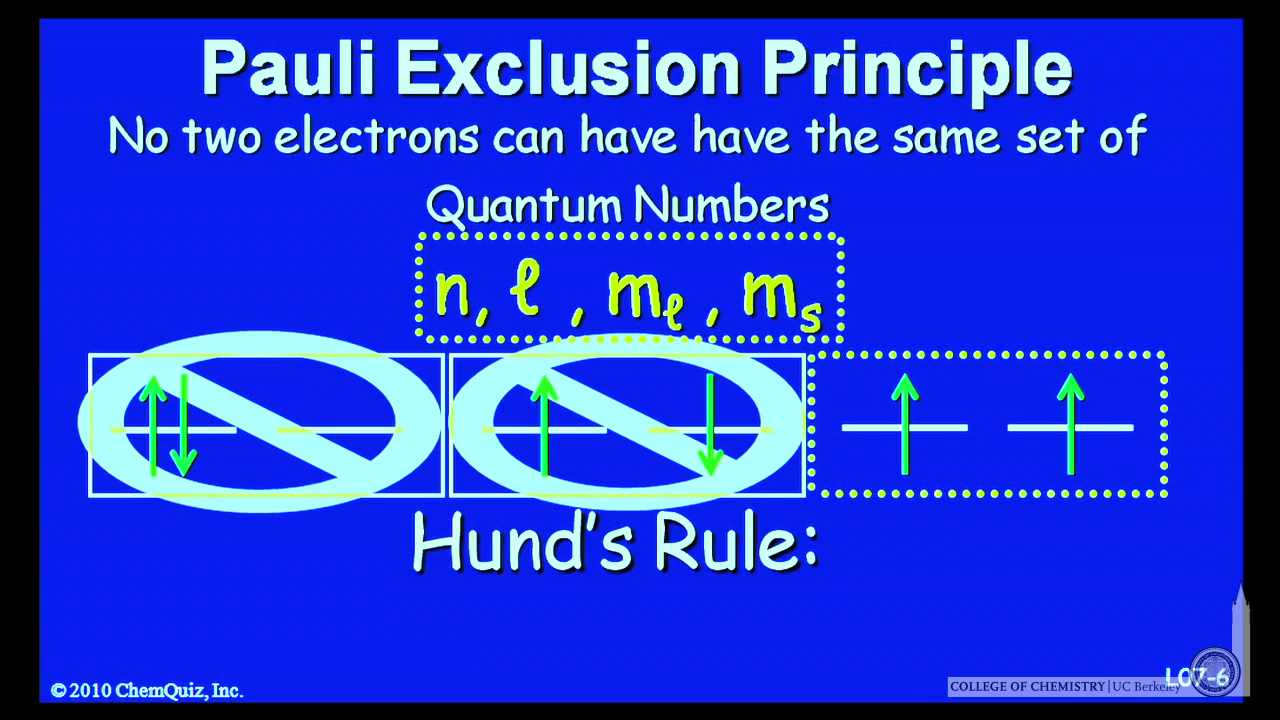 Pauli Exclusion Principle
No two electrons can have have the same set of
Quantum Numbers
n, ℓ , mℓ , ms
Hund's Rule:
© 2010 ChemQuiz, Inc.
L07-6
COLLEGE OF CHEMISTRY | UC Berkeley